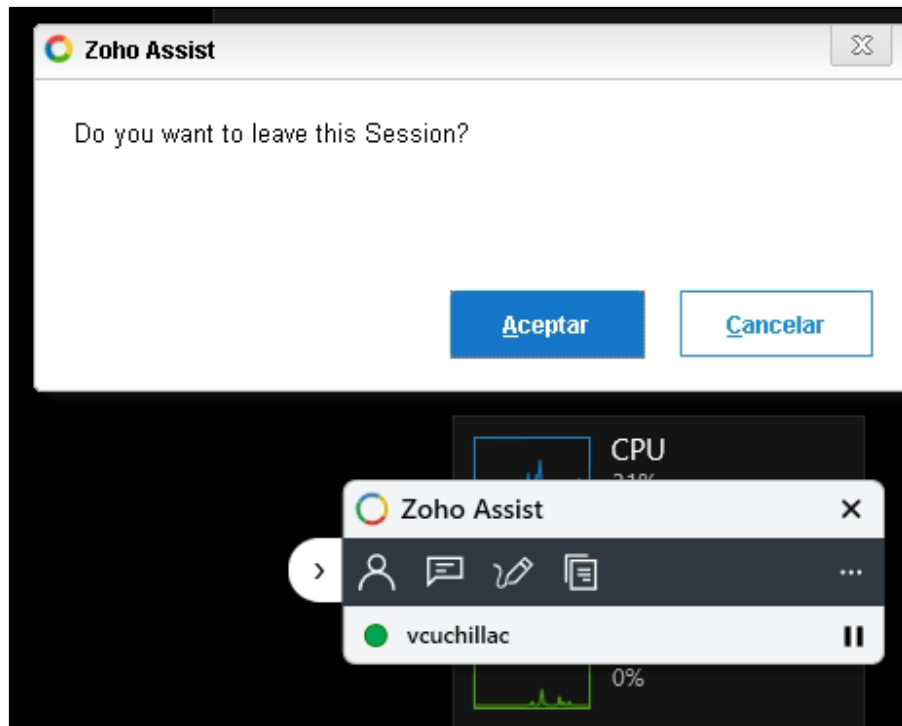 Zoho Assist
Do you want to leave this Session?
Aceptar
Cancelar
CPU
Zoho Assist
vcuchillac
0%